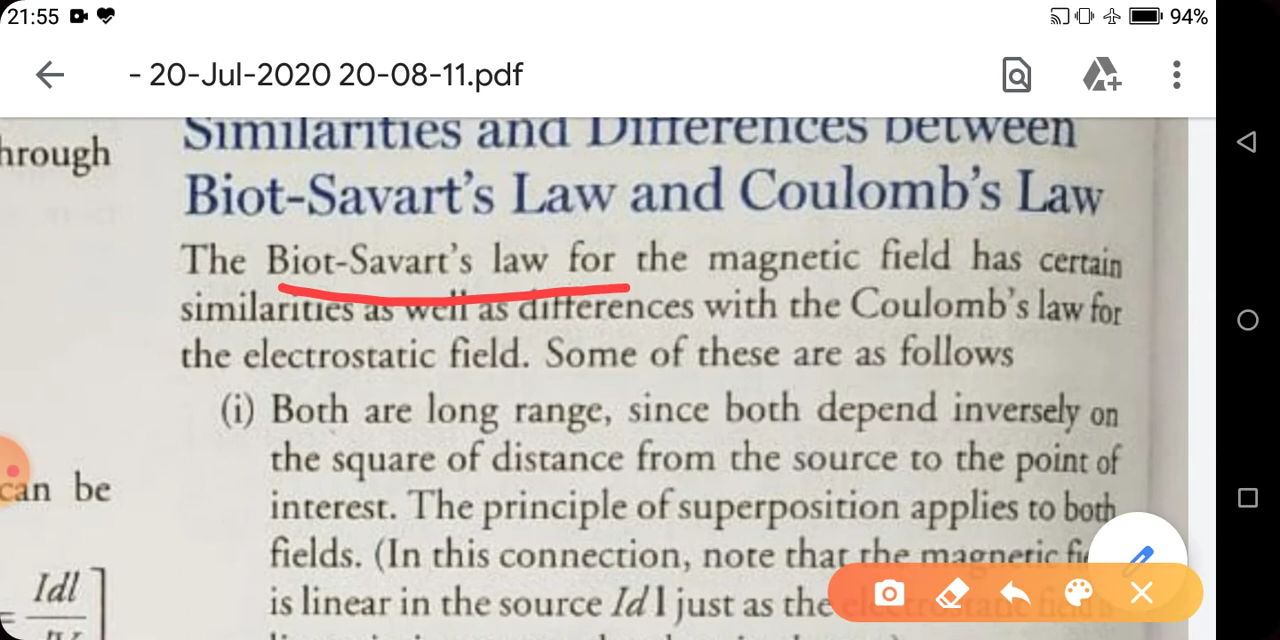 21:55
94%
- 20-Jul-2020 20-08-11.pdf
hrough
can be
Idl
Similarities and Differences between
Biot-Savart's Law and Coulomb's Law
The Biot-Savart's law for the magnetic field has certain
similarities as well as differences with the Coulomb's law for
the electrostatic field. Some of these are as follows
(i) Both are long range, since both depend inversely on
the square of distance from the source to the point of
interest. The principle of superposition applies to both
fields. (In this connection, note that the magnetic fi
is linear in the source Idl just as the electrostatic field is